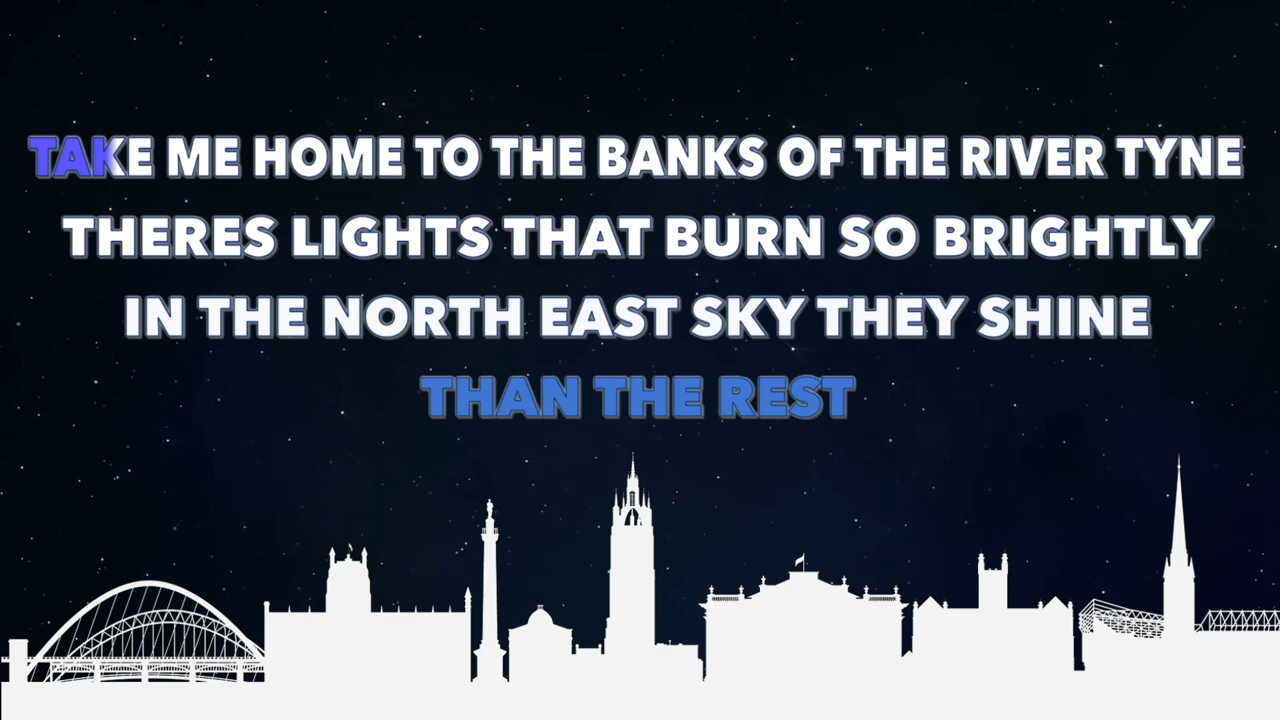 TAKE ME HOME TO THE BANKS OF THE RIVER TYNE
THERES LIGHTS THAT BURN SO BRIGHTLY
IN THE NORTH EAST SKY THEY SHINE
THAN THE REST